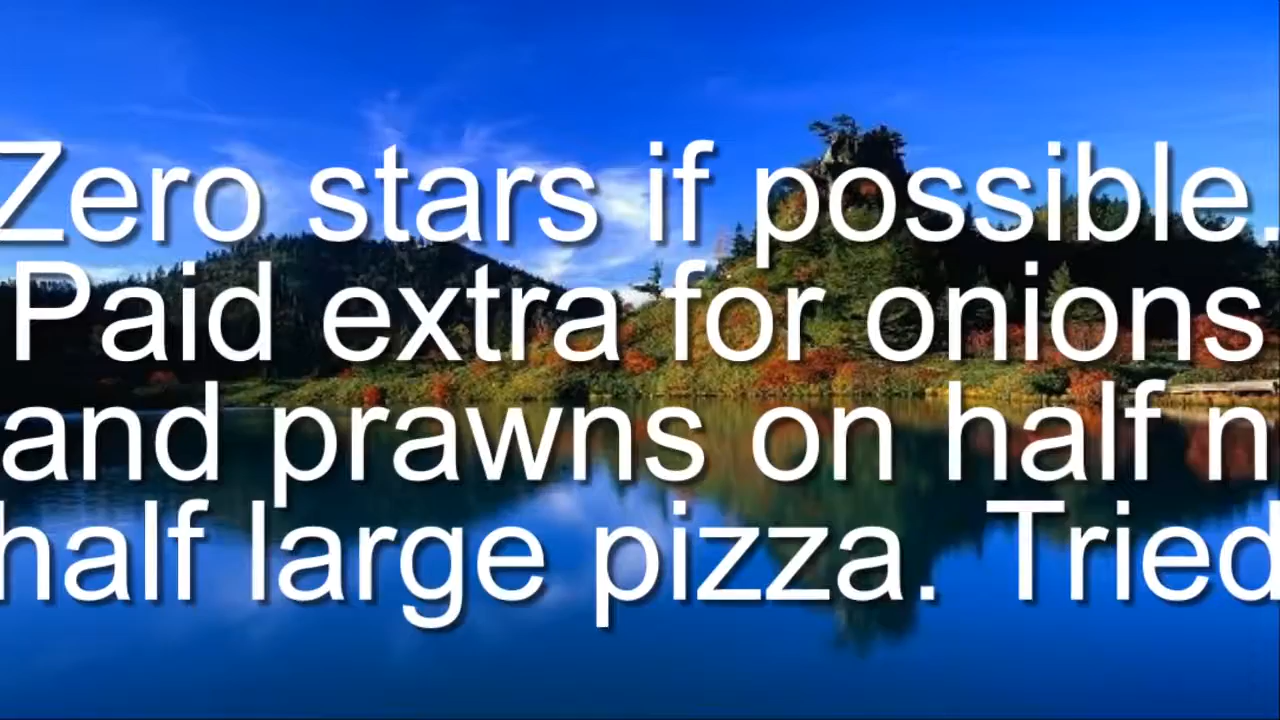 Zero stars if possible.
Paid extra for onions
and prawns on half n
half large pizza. Tried